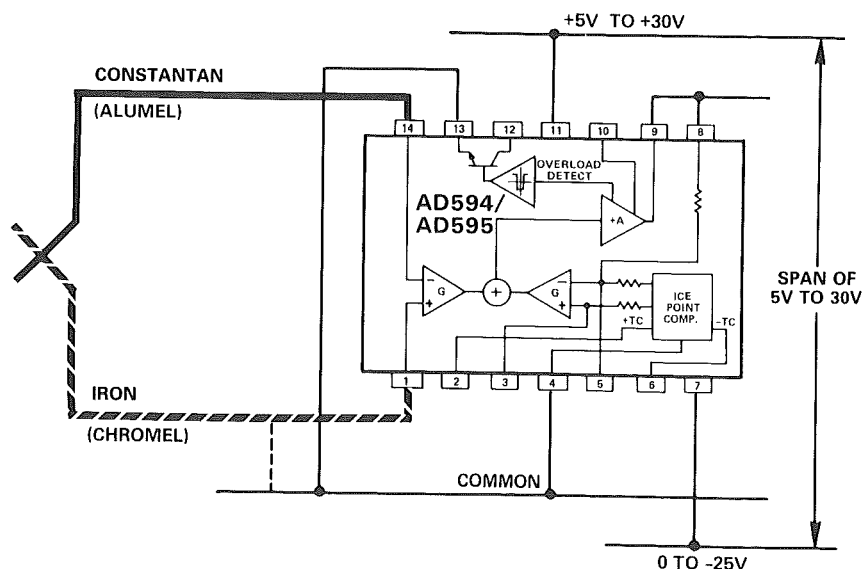 +5V TO +30V
CONSTANTAN
(ALUMEL)
14
13
12
11
10
9
8
OVERLOAD
DETECT
AD594/
AD595
+A
−
G
+
+
G
−
+
ICE
POINT
COMP.
+TC
−TC
SPAN OF
5V TO 30V
IRON
(CHROMEL)
1
2
3
4
5
6
7
COMMON
0 TO −25V